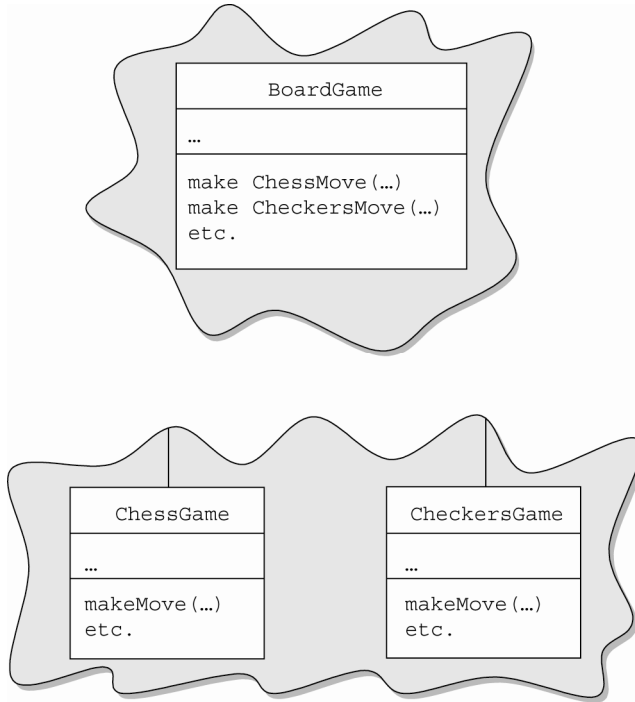 BoardGame
…
make ChessMove(…)
make CheckersMove(…)
etc.
ChessGame
…
makeMove(…)
etc.
CheckersGame
…
makeMove(…)
etc.